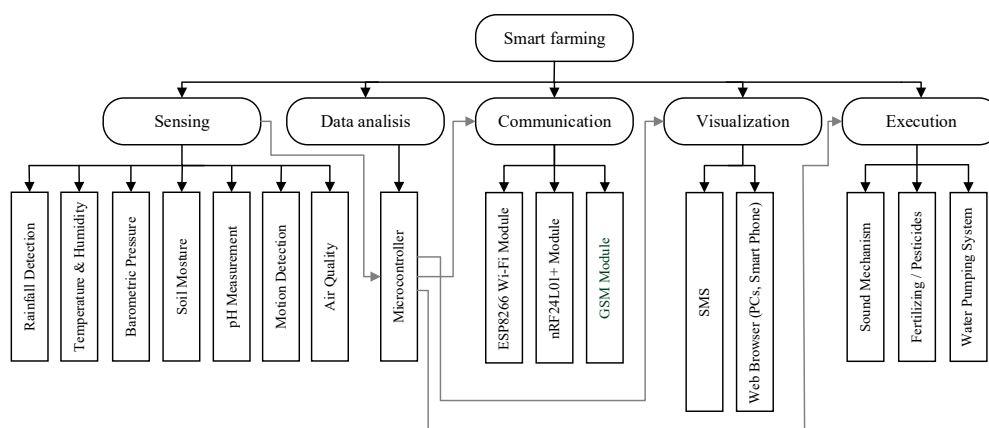 Smart farming
Sensing
Data analisis
Communication
Visualization
Execution
Rainfall Detection
Temperature & Humidity
Barometric Pressure
Soil Mosture
pH Measurement
Motion Detection
Air Quality
Microcontroller
ESP8266 Wi-Fi Module
nRF24L01+ Module
GSM Module
SMS
Web Browser (PCs, Smart Phone)
Sound Mechanism
Fertilizing / Pesticides
Water Pumping System